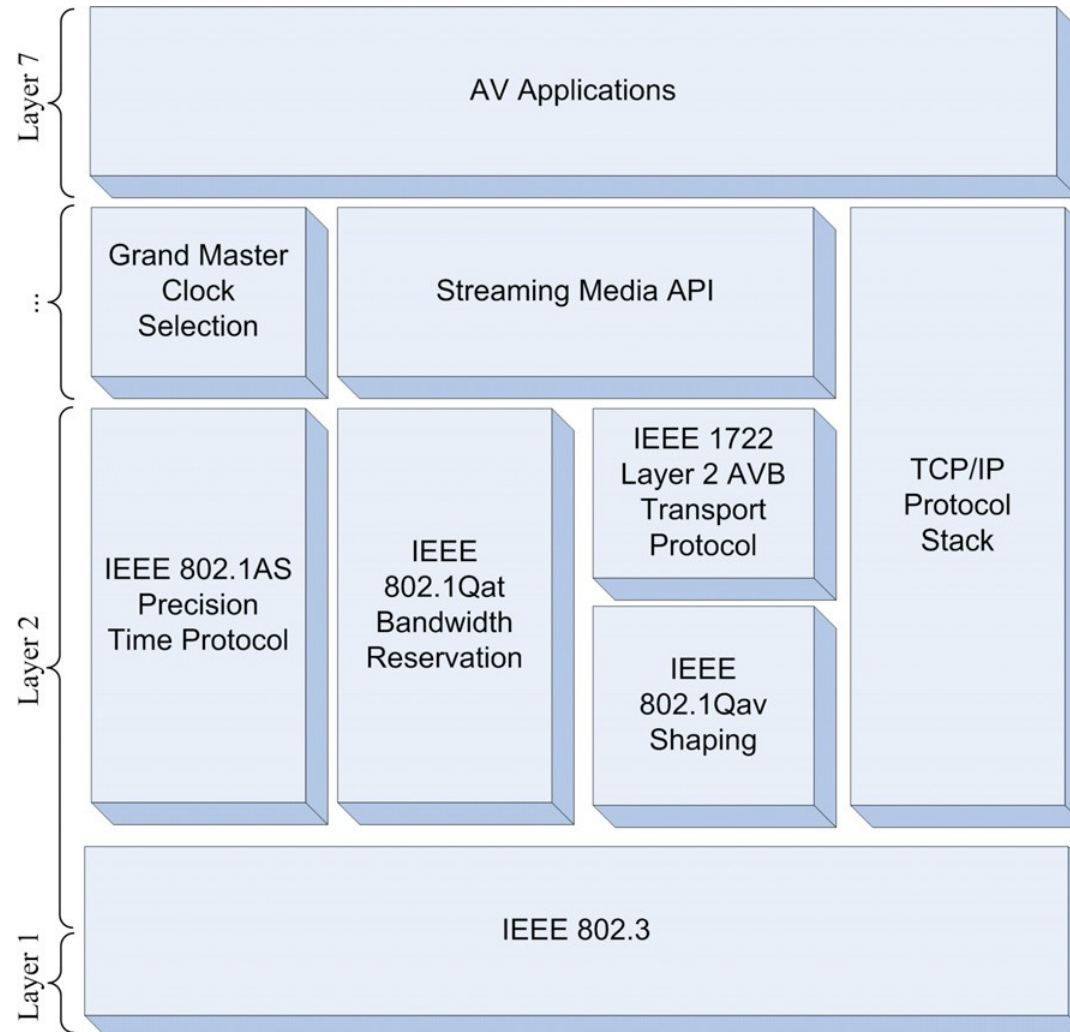 Layer 7
AV Applications
...
Grand Master
Clock
Selection
Streaming Media API
TCP/IP
Protocol
Stack
Layer 2
IEEE 802.1AS
Precision
Time Protocol
IEEE
802.1Qat
Bandwidth
Reservation
IEEE 1722
Layer 2 AVB
Transport
Protocol
IEEE
802.1Qav
Shaping
Layer 1
IEEE 802.3